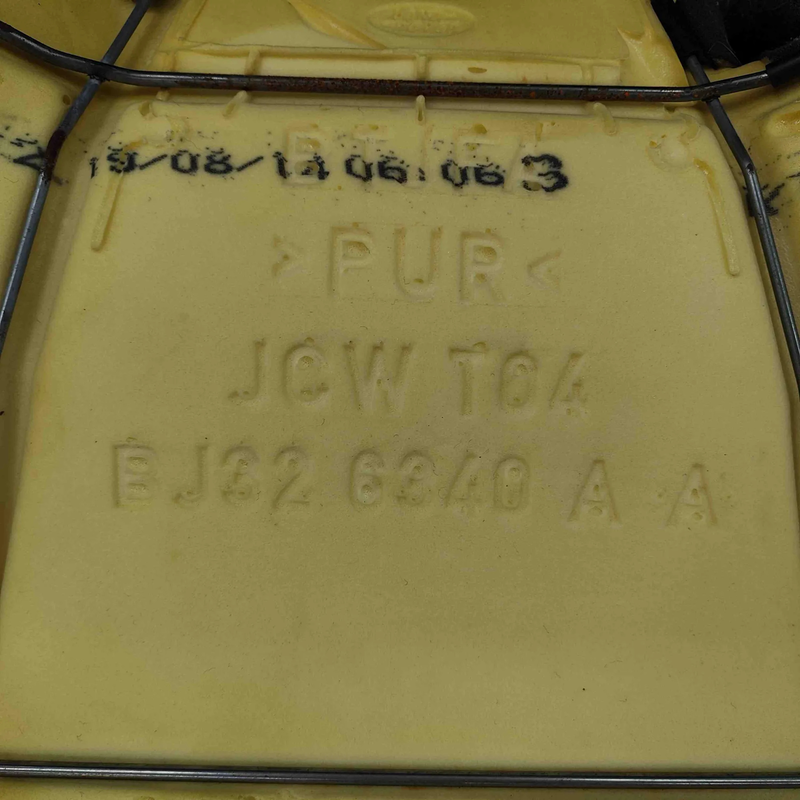 19/08/14 06:06 3
>PUR<
JCW T04
BJ32 6340 A A